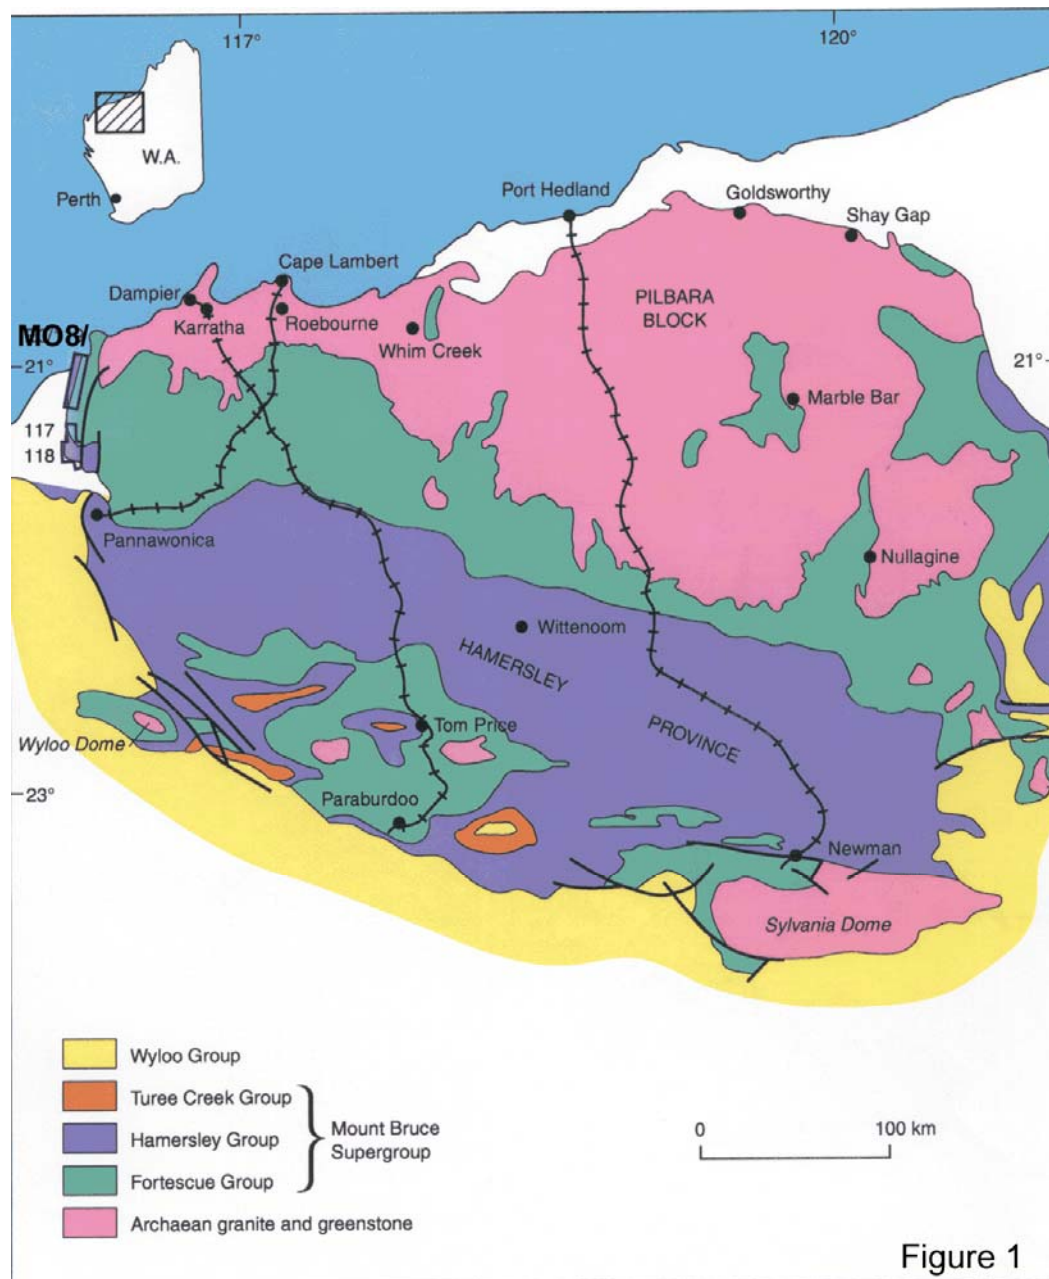 117°
120°
W.A.
Perth
Port Hedland
Goldsworthy
Shay Gap
Cape Lambert
Dampier
PILBARA
BLOCK
Karratha
Roebourne
MO8/
Whim Creek
21°
21°
Marble Bar
117
118
Pannawonica
Nullagine
Wittenoom
HAMERSLEY
PROVINCE
Tom Price
Wyloo Dome
23°
Paraburdoo
Newman
Sylvania Dome
Wyloo Group
Turee Creek Group
Hamersley Group
Fortescue Group
Mount Bruce
Supergroup
Archaean granite and greenstone
0 100 km
Figure 1